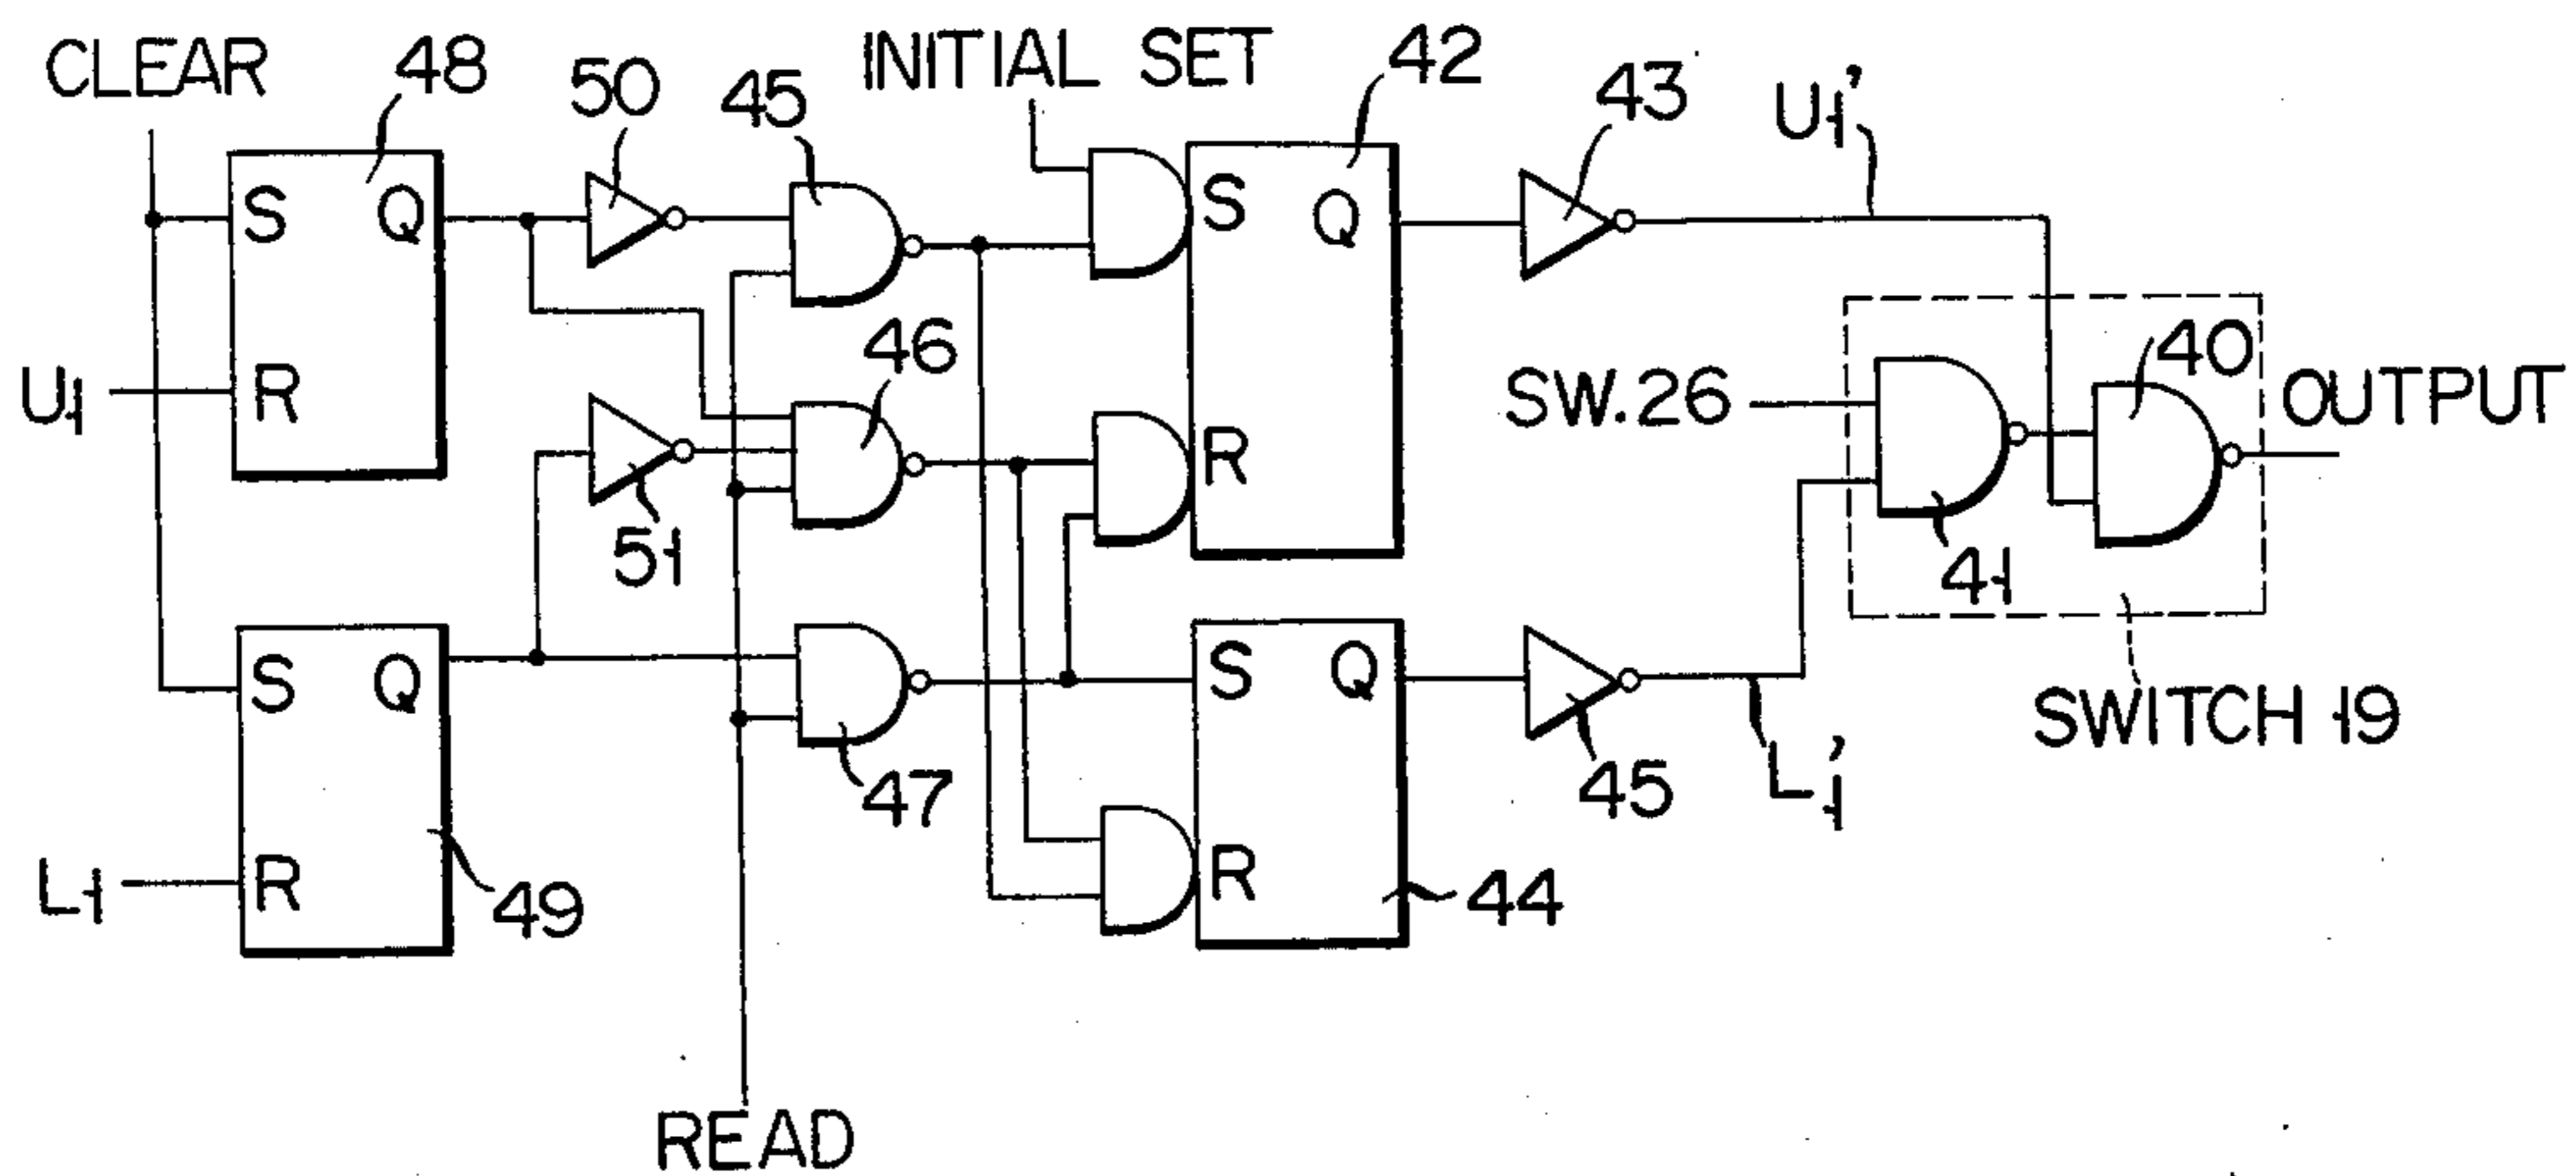 CLEAR
48
50
45
INITIAL SET
42
43
U1'
S Q
S Q
46
40
U1
R
SW.26
OUTPUT
R
51
41
S Q
S Q
SWITCH 19
47
45
L1'
L1
R
49
R
44
READ